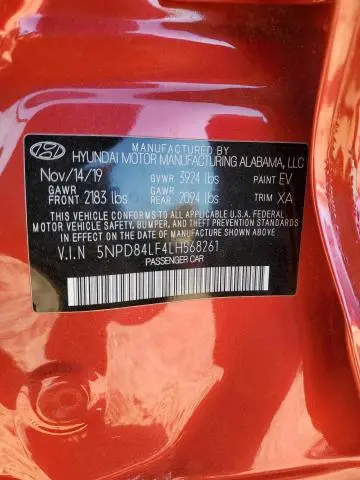 MANUFACTURED BY
HYUNDAI MOTOR MANUFACTURING ALABAMA, LLC
Nov/14/19 GVWR 3924 lbs PAINT EV
GAWR FRONT 2183 lbs GAWR REAR 2094 lbs TRIM XA
THIS VEHICLE CONFORMS TO ALL APPLICABLE U.S. FEDERAL
MOTOR VEHICLE SAFETY, BUMPER, AND THEFT PREVENTION
STANDARDS IN EFFECT ON THE DATE OF MANUFACTURE SHOWN ABOVE.
V.I.N 5NPD84LF4LH568261
PASSENGER CAR